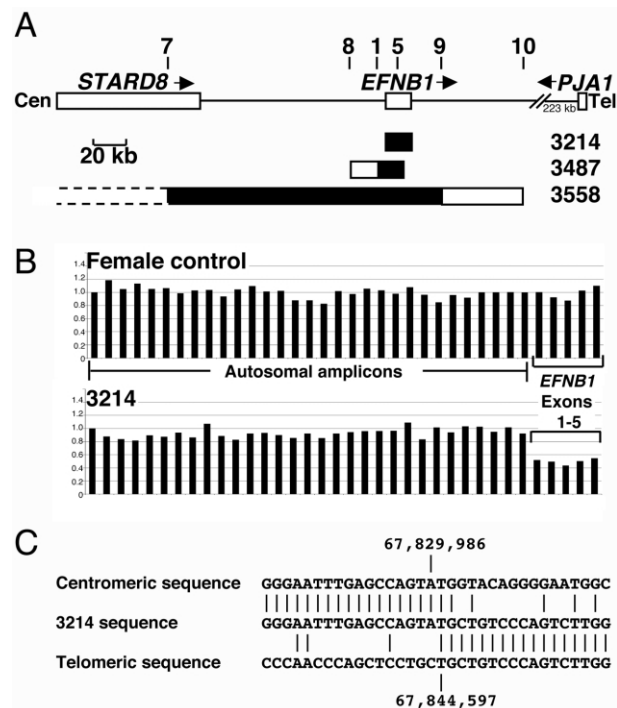 A
7 8 1 5 9 10
STARD8 EFNB1 PJA1
Cen 223 kb Tel
20 kb
3214
3487
3558
B
Female control
1.4
1.2
1.0
0.8
0.6
0.4
0.2
0
Autosomal amplicons
EFNB1
Exons
1-5
3214
1.4
1.2
1.0
0.8
0.6
0.4
0.2
0
C
67,829,986
Centromeric sequence GGGAATTTGAGCCAGTATGGTACAGGGGAATGGC
3214 sequence GGGAATTTGAGCCAGTATGCTGTCCCAGTCTTGG
Telomeric sequence CCCAACCCAGCTCCTGCTGCTGTCCCAGTCTTGG
67,844,597